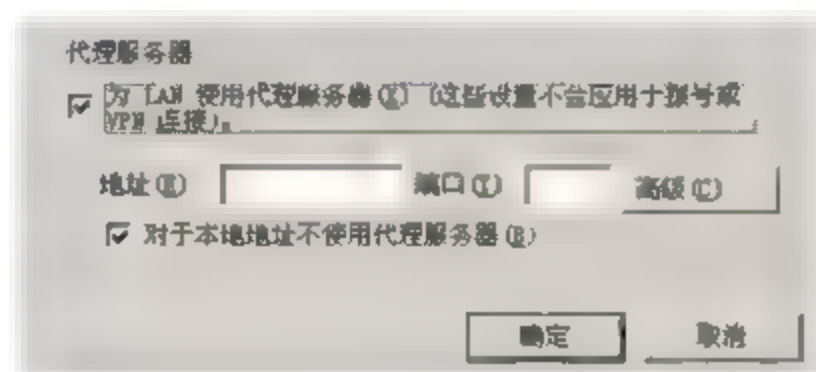 代理服务器
为 LAN 使用代理服务器(X) (这些设置不会应用于拨号或
VPN 连接)。
地址(E) 端口(T) 高级(C)
对于本地地址不使用代理服务器(B)
确定 取消